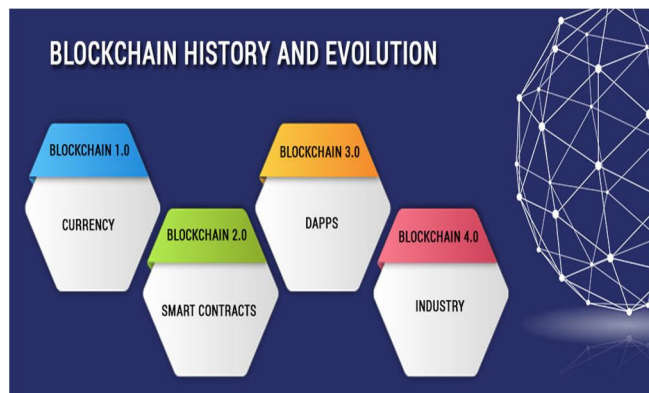 BLOCKCHAIN HISTORY AND EVOLUTION
BLOCKCHAIN 1.0
CURRENCY
BLOCKCHAIN 2.0
SMART CONTRACTS
BLOCKCHAIN 3.0
DAPPS
BLOCKCHAIN 4.0
INDUSTRY